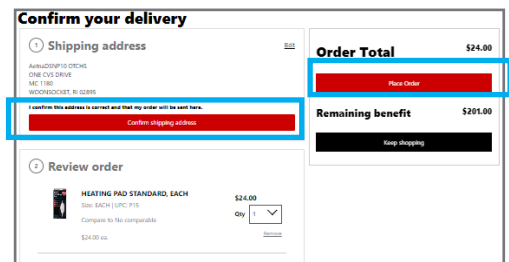 Confirm your delivery
1 Shipping address
Edit
AetnaDSNP10 OTCHS
ONE CVS DRIVE
MC 1180
WOONSOCKET, RI 02895
I confirm this address is correct and that my order will be sent here.
Confirm shipping address
2 Review order
HEATING PAD STANDARD, EACH
Size: EACH | UPC: P15
Compare to No comparable
$24.00 ea.
$24.00
Qty 1
Remove
Order Total $24.00
Place Order
Remaining benefit $201.00
Keep shopping